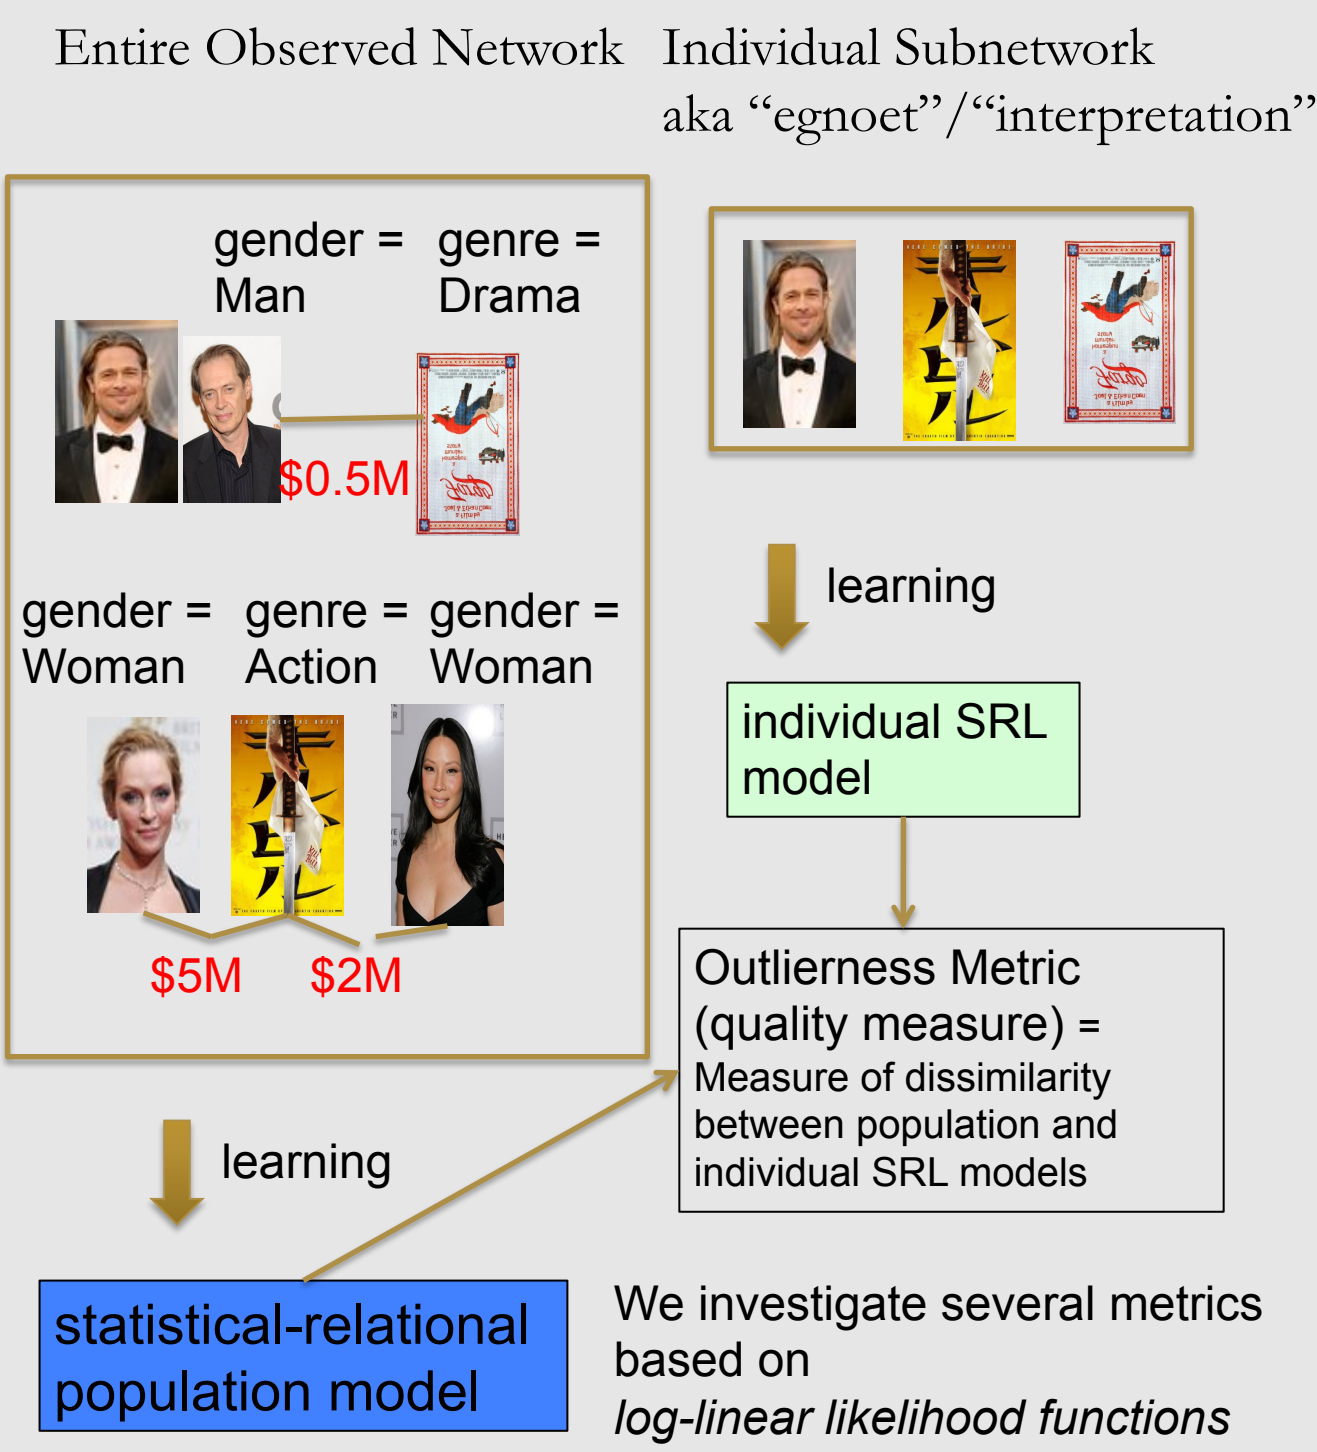 Entire Observed Network
Individual Subnetwork
aka “egnoet”/“interpretation”
gender =
Man
genre =
Drama
$0.5M
gender =
Woman
genre =
Action
gender =
Woman
$5M
$2M
learning
statistical-relational
population model
learning
individual SRL
model
Outlierness Metric
(quality measure) =
Measure of dissimilarity
between population and
individual SRL models
We investigate several metrics
based on
log-linear likelihood functions